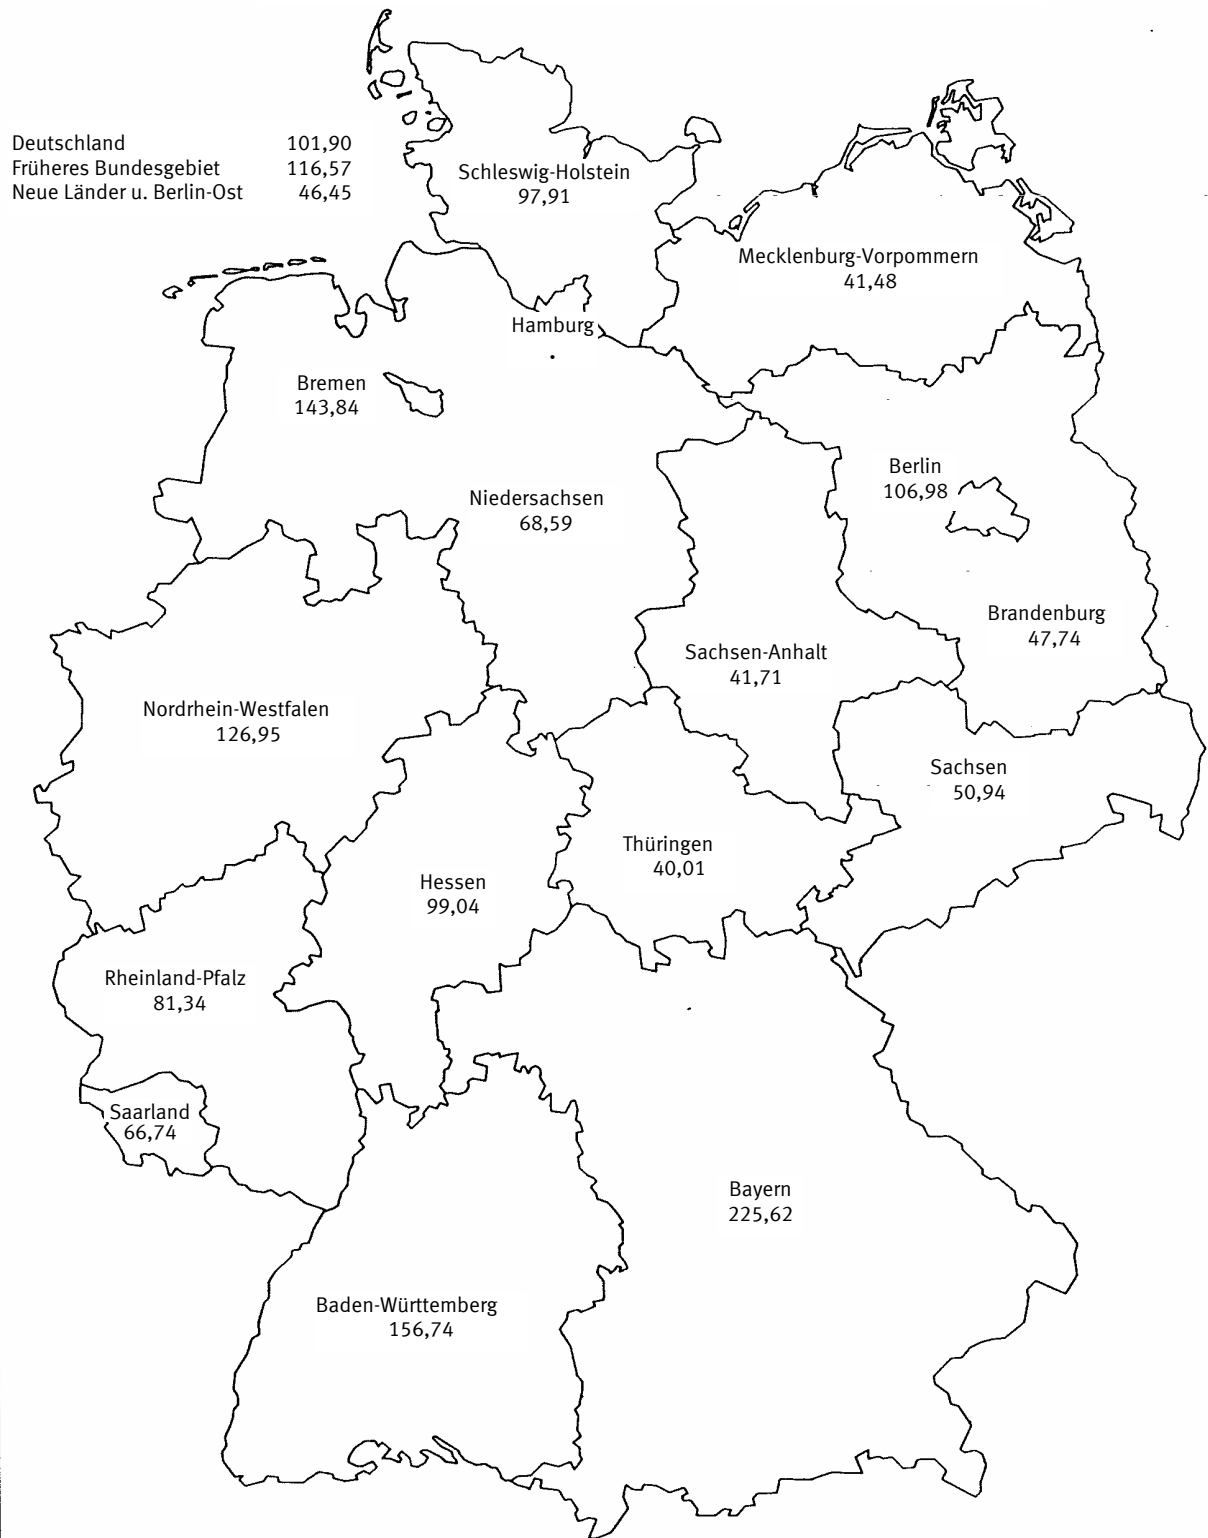 Deutschland 101,90
Früheres Bundesgebiet 116,57
Neue Länder u. Berlin-Ost 46,45
Schleswig-Holstein
97,91
Mecklenburg-Vorpommern
41,48
Hamburg
•
Bremen
143,84
Berlin
106,98
Niedersachsen
68,59
Brandenburg
47,74
Sachsen-Anhalt
41,71
Nordrhein-Westfalen
126,95
Sachsen
50,94
Thüringen
40,01
Hessen
99,04
Rheinland-Pfalz
81,34
Saarland
66,74
Bayern
225,62
Baden-Württemberg
156,74